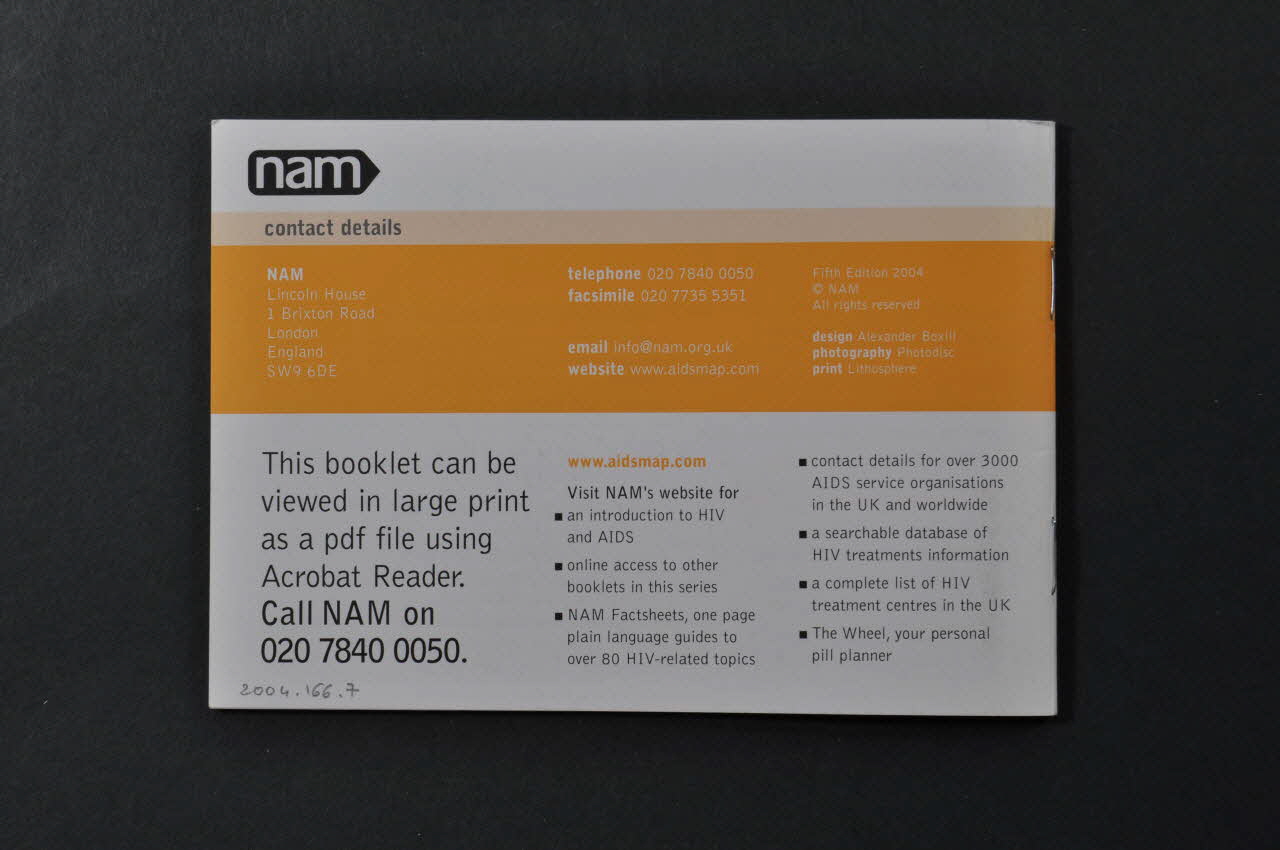 nam
contact details
NAM
Lincoln House
1 Brixton Road
London
England
SW9 6DE
telephone 020 7840 0050
facsimile 020 7735 5351
email info@nam.org.uk
website www.aidsmap.com
Fifth Edition 2004
© NAM
All rights reserved
design Alexander Boxill
photography Photodisc
print Lithosphere
This booklet can be
viewed in large print
as a pdf file using
Acrobat Reader.
Call NAM on
020 7840 0050.
www.aidsmap.com
Visit NAM's website for
■ an introduction to HIV
and AIDS
■ online access to other
booklets in this series
■ NAM Factsheets, one page
plain language guides to
over 80 HIV-related topics
■ contact details for over 3000
AIDS service organisations
in the UK and worldwide
■ a searchable database of
HIV treatments information
■ a complete list of HIV
treatment centres in the UK
■ The Wheel, your personal
pill planner
2004.166.7